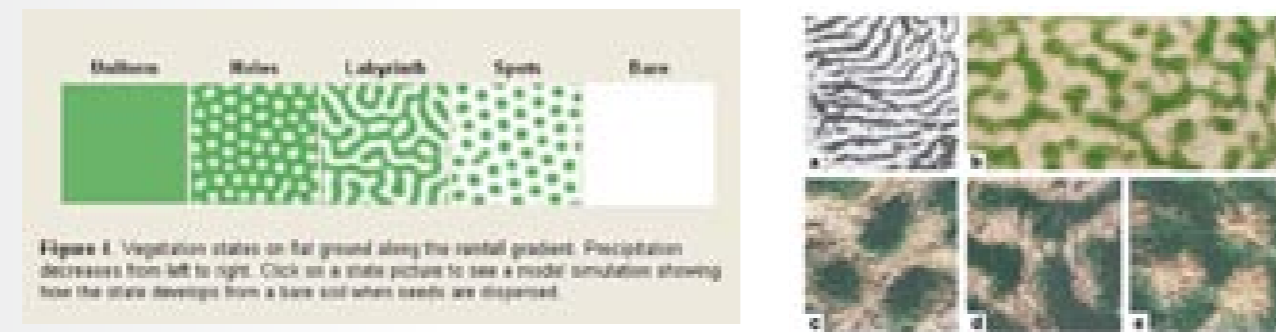 Uniform Holes Labyrinth Spots Bare
Figure 1. Vegetation states on flat ground along the rainfall gradient. Precipitation
decreases from left to right. Click on a state picture to see a model simulation showing
how the state develops from a bare soil when seeds are dispersed.
a b
c d e